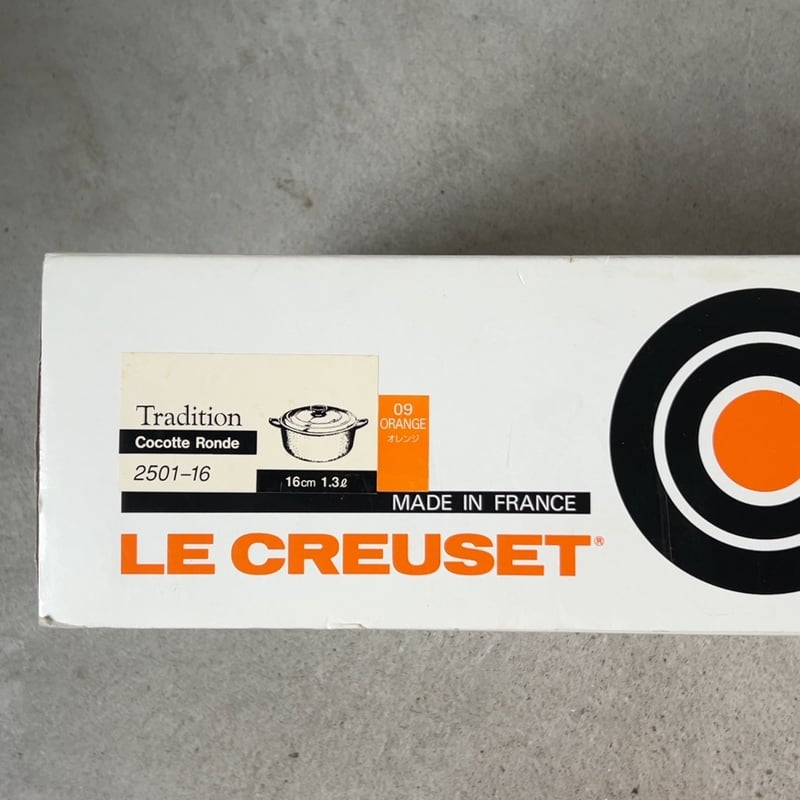 Tradition
Cocotte Ronde
2501-16
16cm 1.3ℓ
09
ORANGE
オレンジ
MADE IN FRANCE
LE CREUSET®